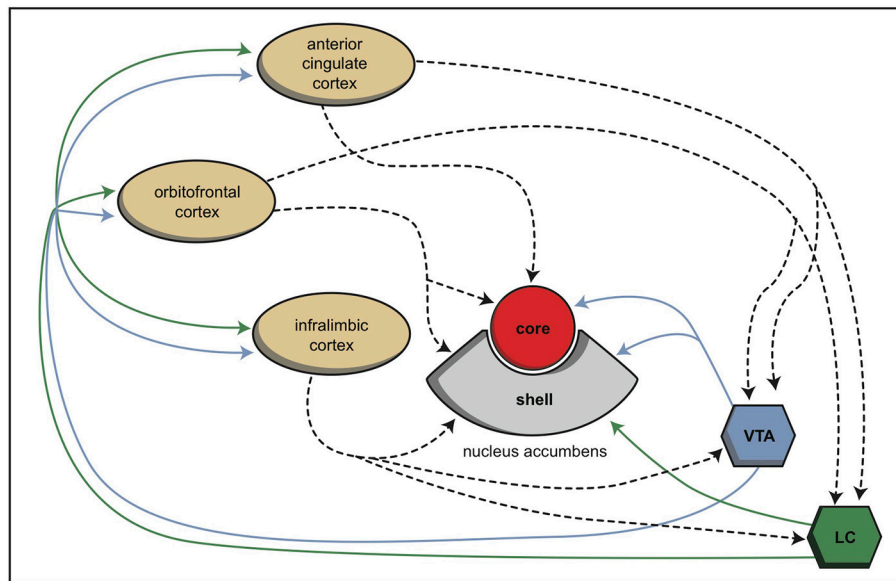 anterior
cingulate
cortex
orbitofrontal
cortex
infralimbic
cortex
core
shell
nucleus accumbens
VTA
LC